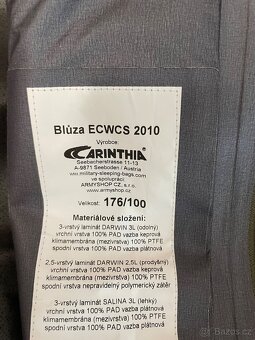 Blůza ECWCS 2010
Výrobce:
CARINTHIA
Seebacherstrasse 11-13
A-9871 Seeboden / Austria
www.military-sleeping-bags.com
ve spolupráci
ARMYSHOP CZ, s.r.o.
www.armyshop.cz
Velikost: 176/100
Materiálové složení:
3-vrstvý laminát DARWIN 3L (odolný)
vrchní vrstva 100% PAD vazba keprová
klimamembrána (mezivrstva) 100% PTFE
spodní vrstva 100% PAD vazba plátnová
2,5-vrstvý laminát DARWIN 2.5L (prodyšný)
vrchní vrstva 100% PAD vazba keprová
klimamembrána (mezivrstva) 100% PTFE
spodní vrstva nepravidelný polymerický zátěr
3-vrstvý laminát SALINA 3L (lehký)
vrchní vrstva 100% PAD vazba plátnová
klimamembrána (mezivrstva) 100% PTFE
spodní vrstva 100% PAD vazba plátnová